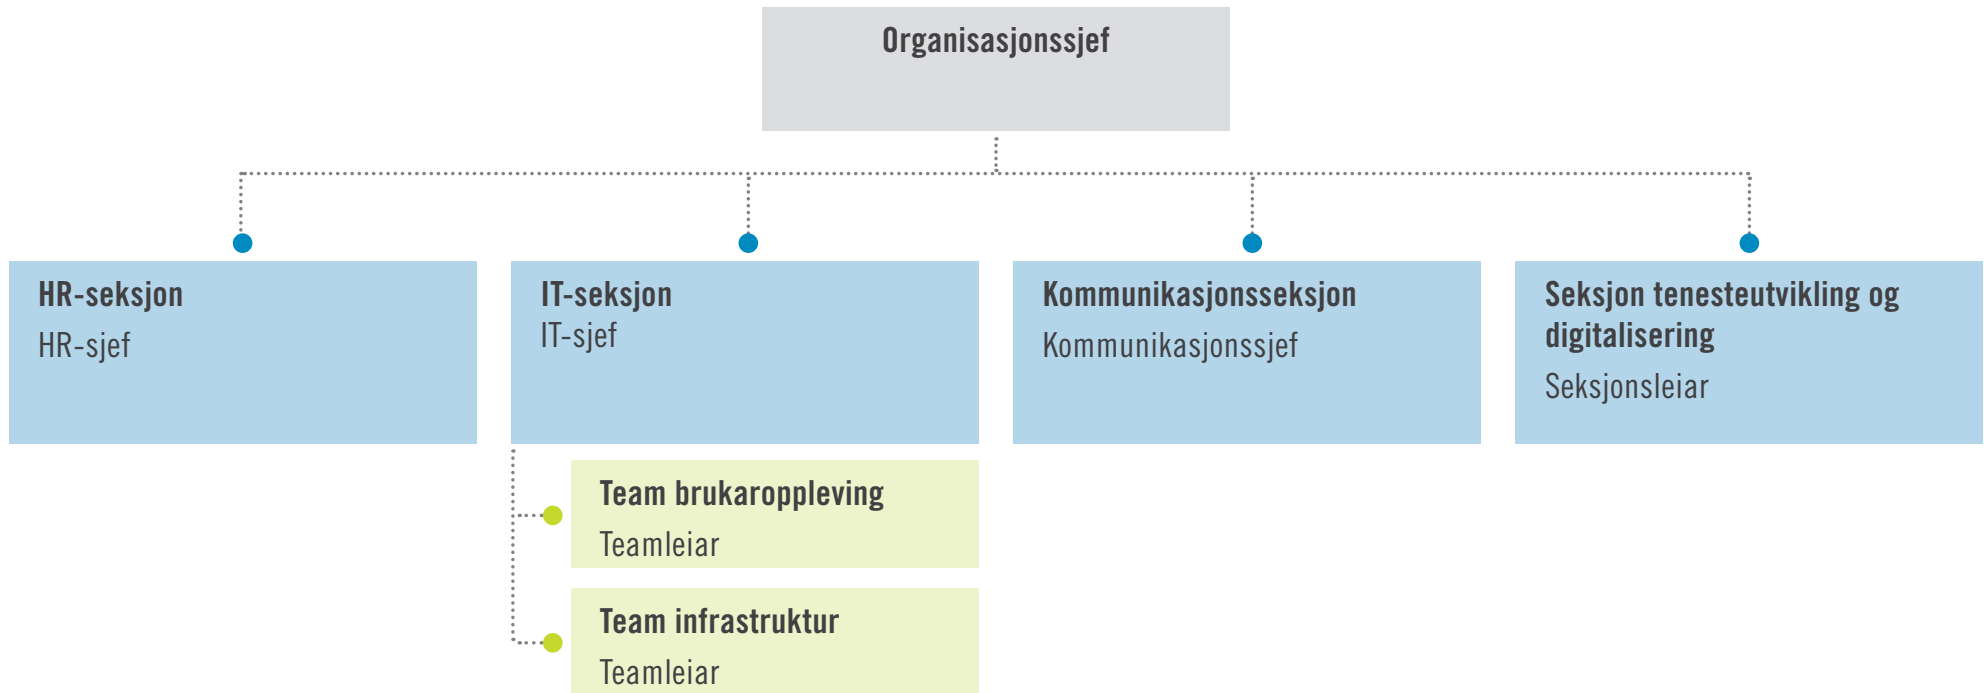 Organisasjonssjef
HR-seksjon
HR-sjef
IT-seksjon
IT-sjef
Kommunikasjonsseksjon
Kommunikasjonssjef
Seksjon tenesteutvikling og
digitalisering
Seksjonsleiar
Team brukaroppleving
Teamleiar
Team infrastruktur
Teamleiar